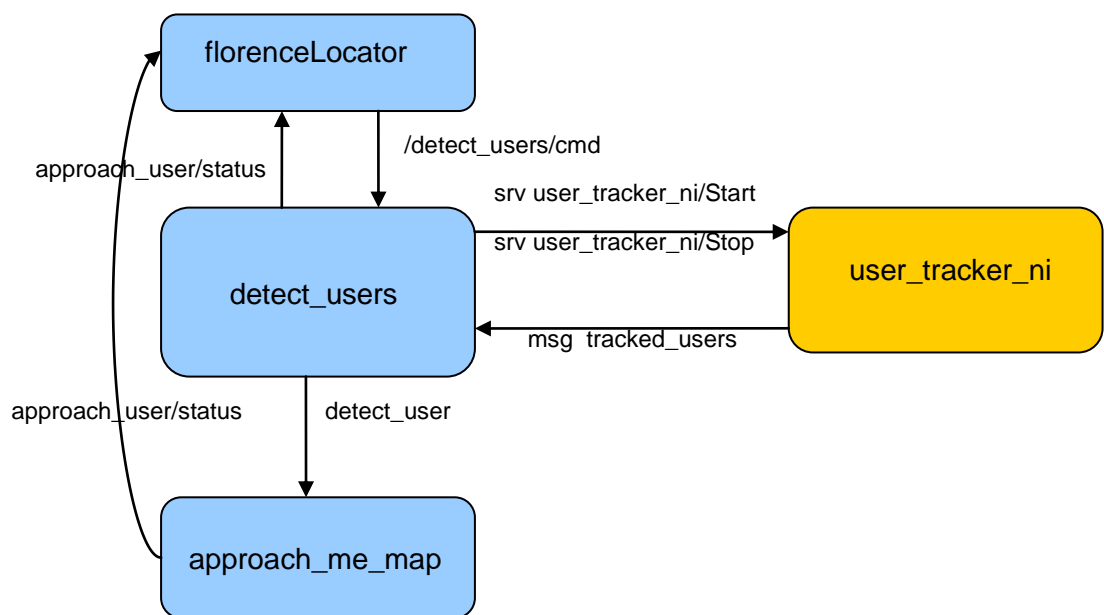 florenceLocator
/detect_users/cmd
approach_user/status
srv user_tracker_ni/Start
srv user_tracker_ni/Stop
user_tracker_ni
detect_users
msg tracked_users
approach_user/status
detect_user
approach_me_map